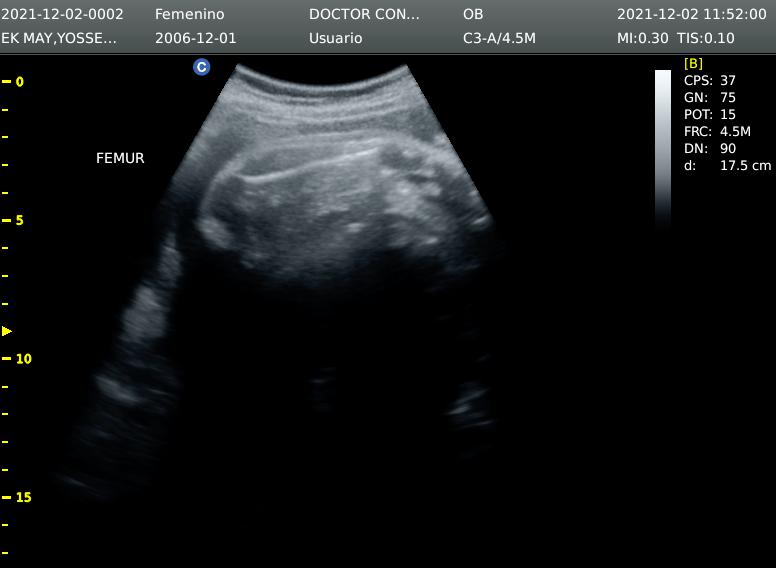 2021-12-02-0002 Femenino DOCTOR CON... OB 2021-12-02 11:52:00
EK MAY,YOSSE... 2006-12-01 Usuario C3-A/4.5M MI:0.30 TIS:0.10
C
[B]
CPS: 37
GN: 75
POT: 15
FRC: 4.5M
DN: 90
d: 17.5 cm
FEMUR
0
5
10
15